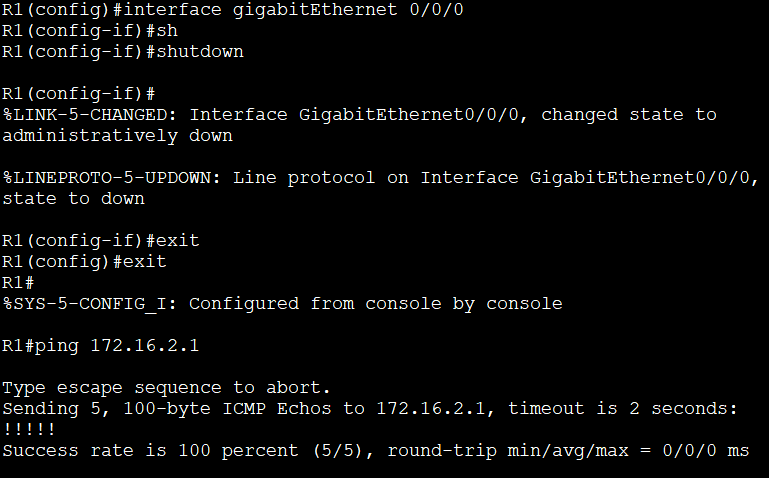 R1(config)#interface gigabitEthernet 0/0/0
R1(config-if)#sh
R1(config-if)#shutdown
R1(config-if)#
%LINK-5-CHANGED: Interface GigabitEthernet0/0/0, changed state to
administratively down
%LINEPROTO-5-UPDOWN: Line protocol on Interface GigabitEthernet0/0/0,
state to down
R1(config-if)#exit
R1(config)#exit
R1#
%SYS-5-CONFIG_I: Configured from console by console
R1#ping 172.16.2.1
Type escape sequence to abort.
Sending 5, 100-byte ICMP Echos to 172.16.2.1, timeout is 2 seconds:
!!!!!
Success rate is 100 percent (5/5), round-trip min/avg/max = 0/0/0 ms